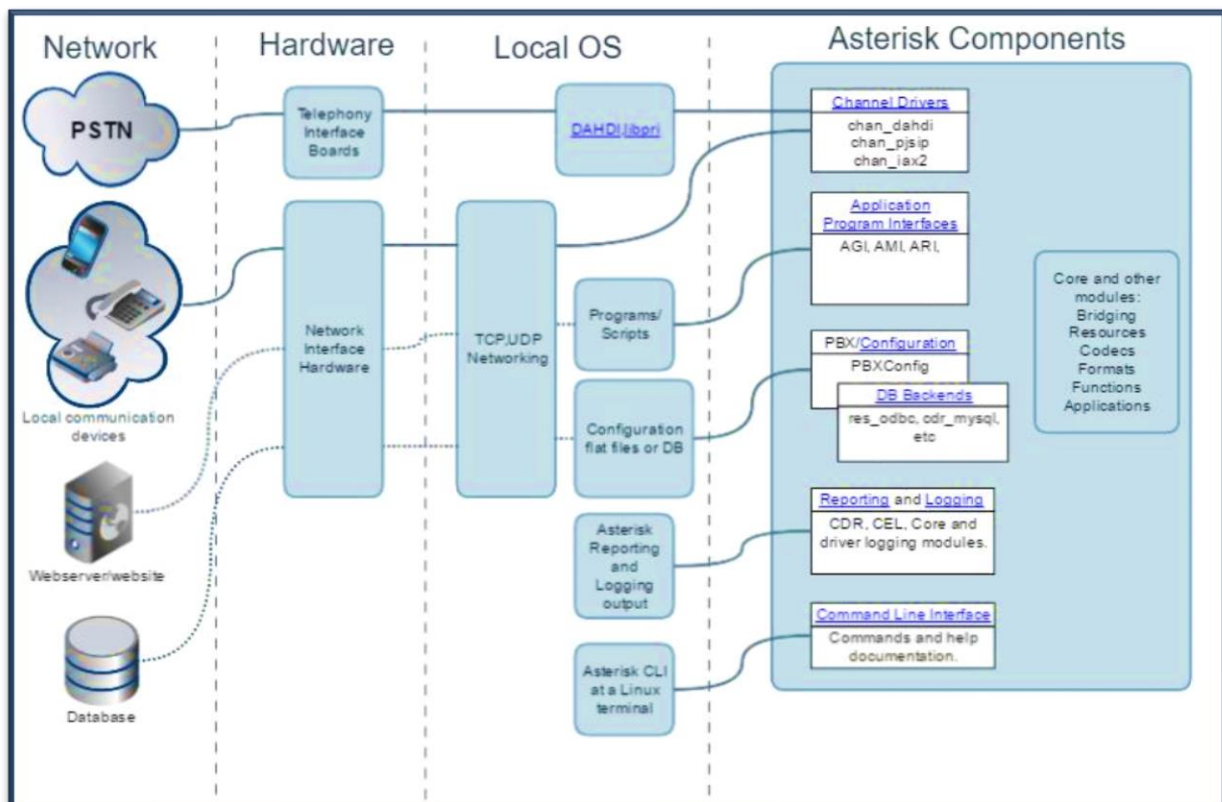 Network
Hardware
Local OS
Asterisk Components
PSTN
Telephony
Interface
Boards
DAHDI,libpri
Channel Drivers
chan_dahdi
chan_pjsip
chan_iax2
Local communication
devices
Network
Interface
Hardware
TCP,UDP
Networking
Programs/
Scripts
Application
Program Interfaces
AGI, AMI, ARI,
Configuration
flat files or DB
PBX/Configuration
PBXConfig
DB Backends
res_odbc, cdr_mysql,
etc
Core and other
modules:
Bridging
Resources
Codecs
Formats
Functions
Applications
Webserver/website
Asterisk
Reporting
and
Logging
output
Reporting and Logging
CDR, CEL, Core and
driver logging modules.
Database
Asterisk CLI
at a Linux
terminal
Command Line Interface
Commands and help
documentation.